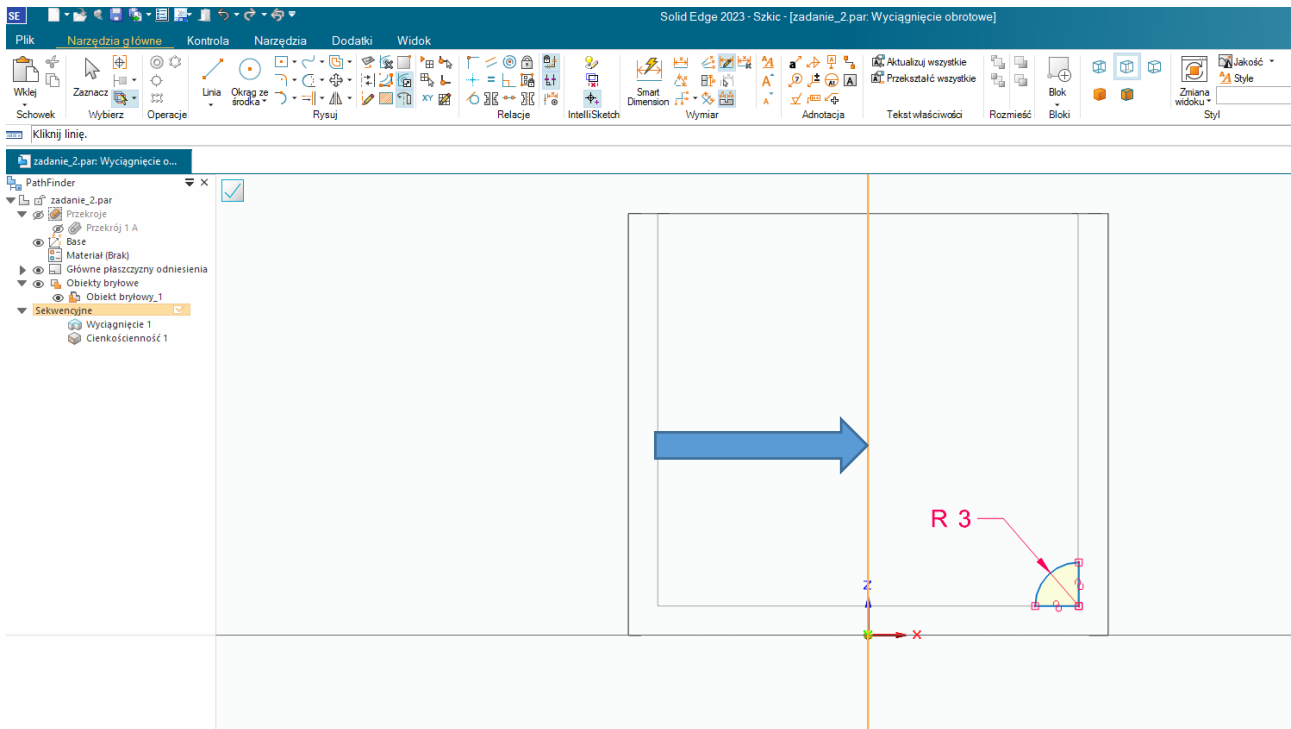 SE Solid Edge 2023 - Szkic - [zadanie_2.par: Wyciągnięcie obrotowe]
Plik Narzędzia główne Kontrola Narzędzia Dodatki Widok
Wklej Zaznacz Linia Okrąg ze środka Smart Dimension Aktualizuj wszystkie Przekształć wszystkie Blok Zmiana widoku Jakość Style
Schowek Wybierz Operacje Rysuj Relacje IntelliSketch Wymiar Adnotacja Tekst właściwości Rozmieść Bloki Styl
Kliknij linię.
zadanie_2.par: Wyciągnięcie o...
PathFinder
zadanie_2.par
Przekroje
Przekrój 1 A
Base
Materiał (Brak)
Główne płaszczyzny odniesienia
Obiekty bryłowe
Obiekt bryłowy_1
Sekwencyjne
Wyciągnięcie 1
Cienkościenność 1
R 3
Z
X